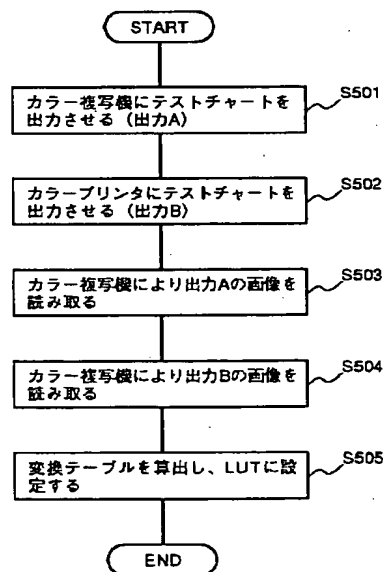 START
カラー複写機にテストチャートを
出力させる（出力A）
S501
カラープリンタにテストチャートを
出力させる（出力B）
S502
カラー複写機により出力Aの画像を
読み取る
S503
カラー複写機により出力Bの画像を
読み取る
S504
変換テーブルを算出し、LUTに設
定する
S505
END